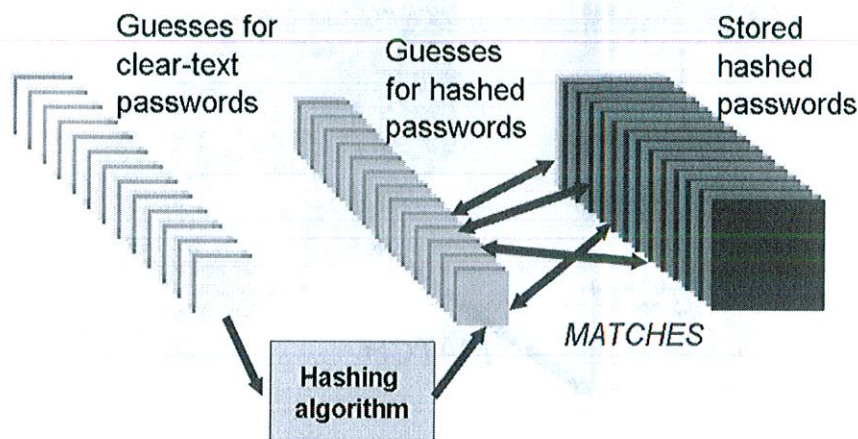 Guesses for
clear-text
passwords
Guesses
for hashed
passwords
Stored
hashed
passwords
MATCHES
Hashing
algorithm